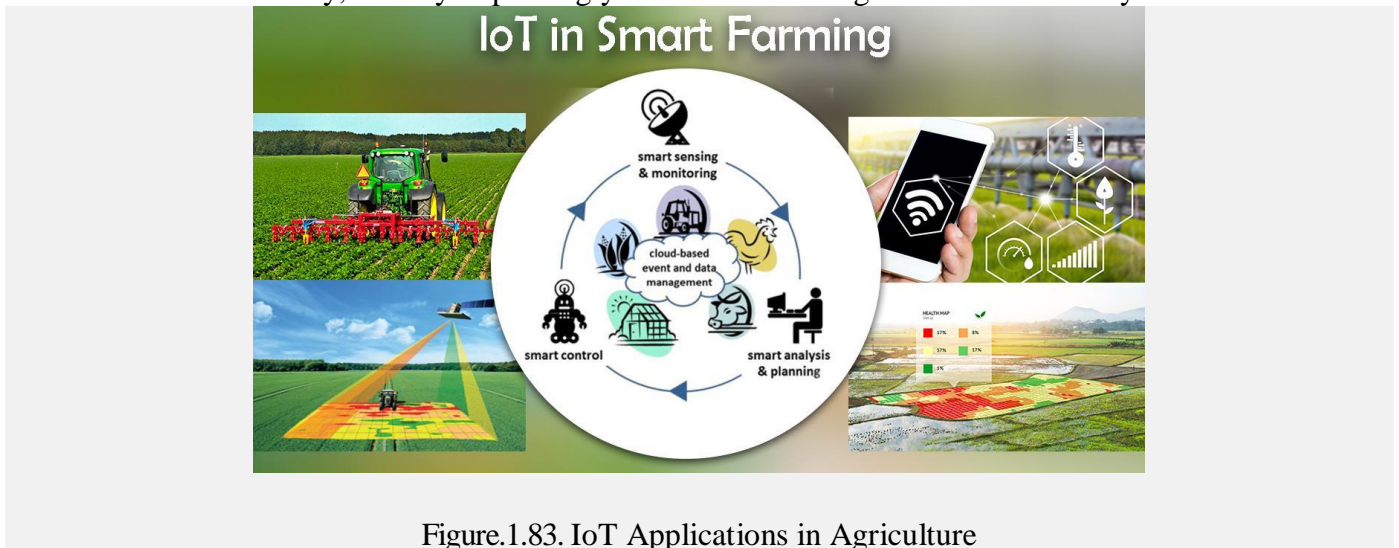 IoT in Smart Farming
smart sensing
& monitoring
cloud-based
event and data
management
smart control
smart analysis
& planning
HEALTH MAP
17%
8%
17%
17%
1%
Figure.1.83. IoT Applications in Agriculture